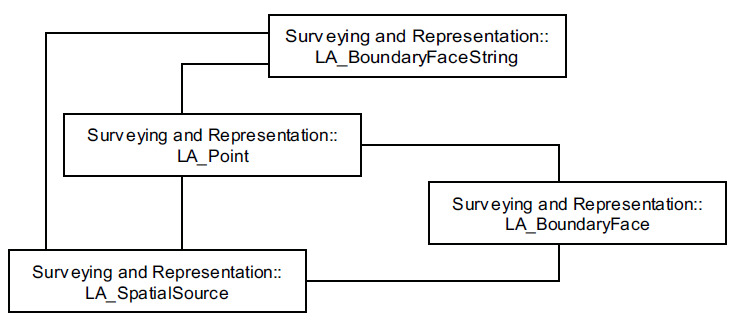 Surveying and Representation::
LA_BoundaryFaceString
Surveying and Representation::
LA_Point
Surveying and Representation::
LA_BoundaryFace
Surveying and Representation::
LA_SpatialSource